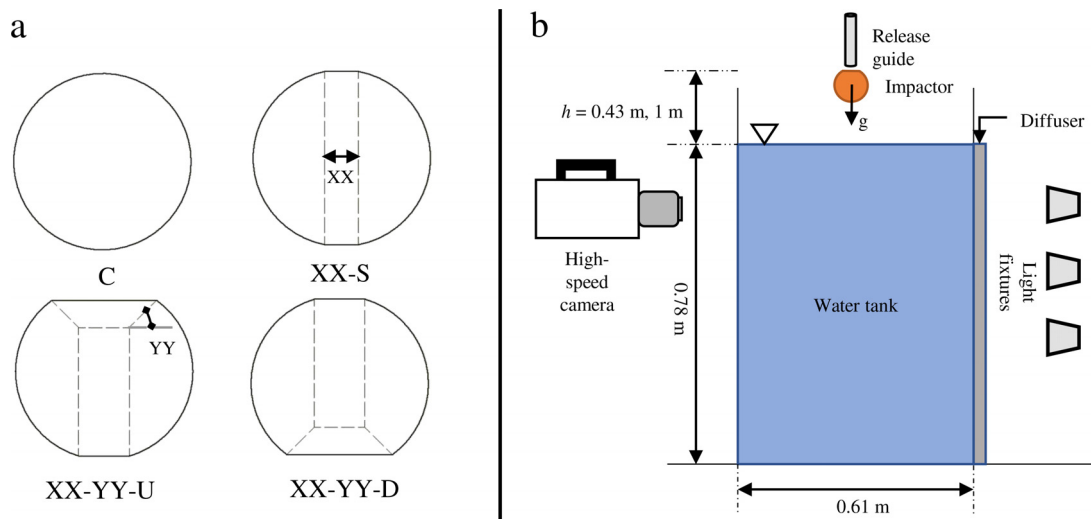 a
XX
C
XX-S
YY
XX-YY-U
XX-YY-D
b
Release
guide
Impactor
h = 0.43 m, 1 m
g
Diffuser
High-
speed
camera
0.78 m
Water tank
Light
fixtures
0.61 m